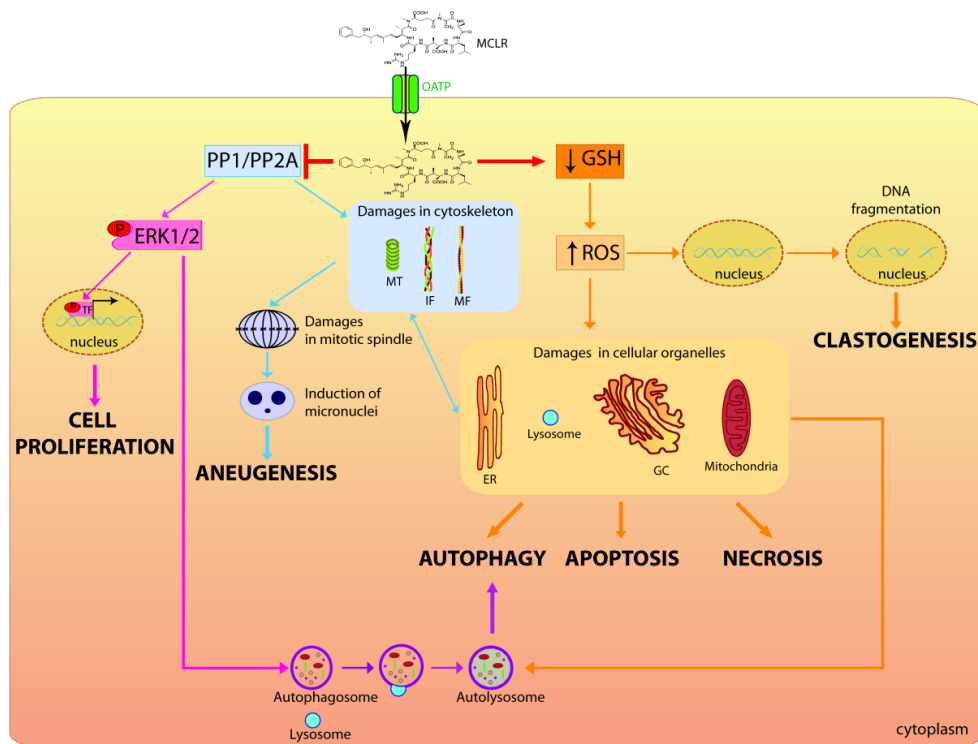 MCLR
OATP
PP1/PP2A
↓ GSH
Damages in cytoskeleton
MT
IF
MF
P
ERK1/2
↑ ROS
nucleus
DNA
fragmentation
nucleus
CLASTOGENESIS
P
TF
nucleus
CELL
PROLIFERATION
Damages
in mitotic spindle
Induction of
micronuclei
ANEUGENESIS
Damages in cellular organelles
ER
Lysosome
GC
Mitochondria
AUTOPHAGY
APOPTOSIS
NECROSIS
Autophagosome
Lysosome
Autolysosome
cytoplasm